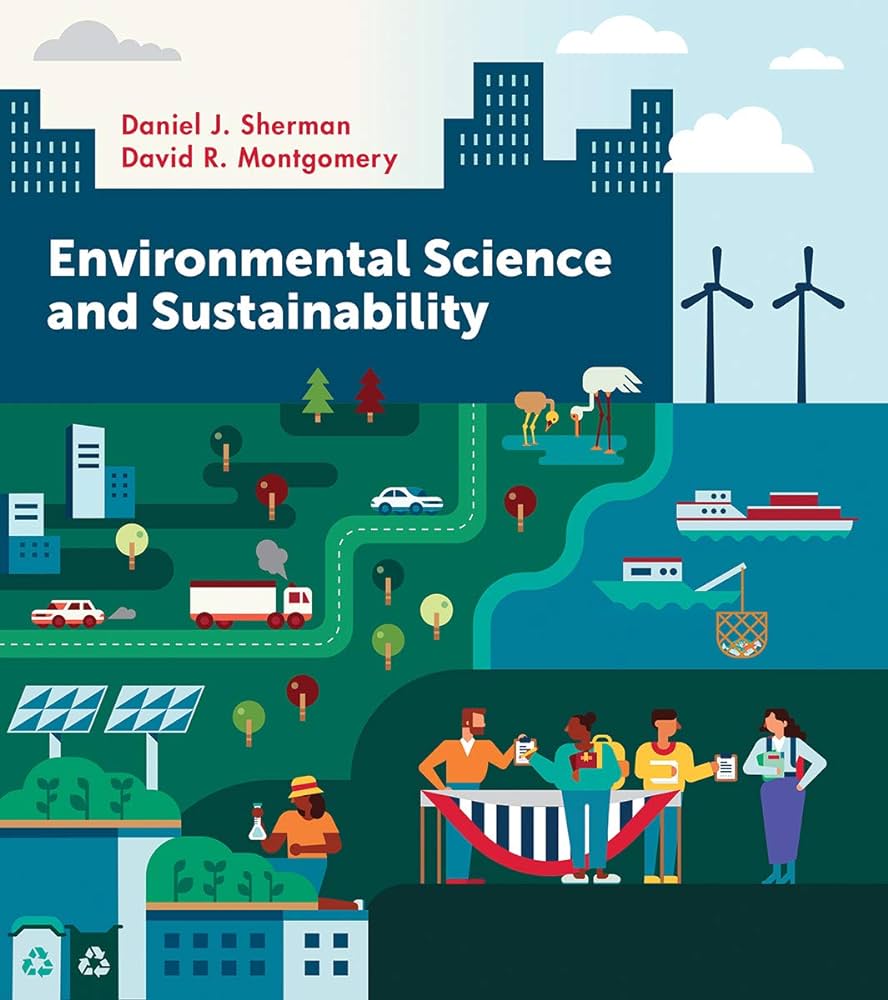 Daniel J. Sherman
David R. Montgomery
Environmental Science
and Sustainability